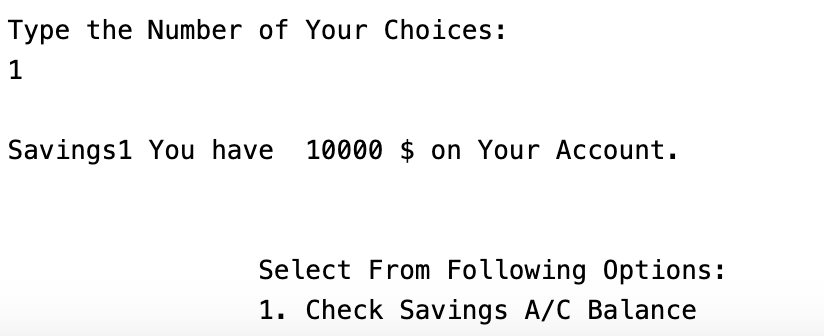 Type the Number of Your Choices:
1
Savings1 You have  10000 $ on Your Account.
Select From Following Options:
1. Check Savings A/C Balance